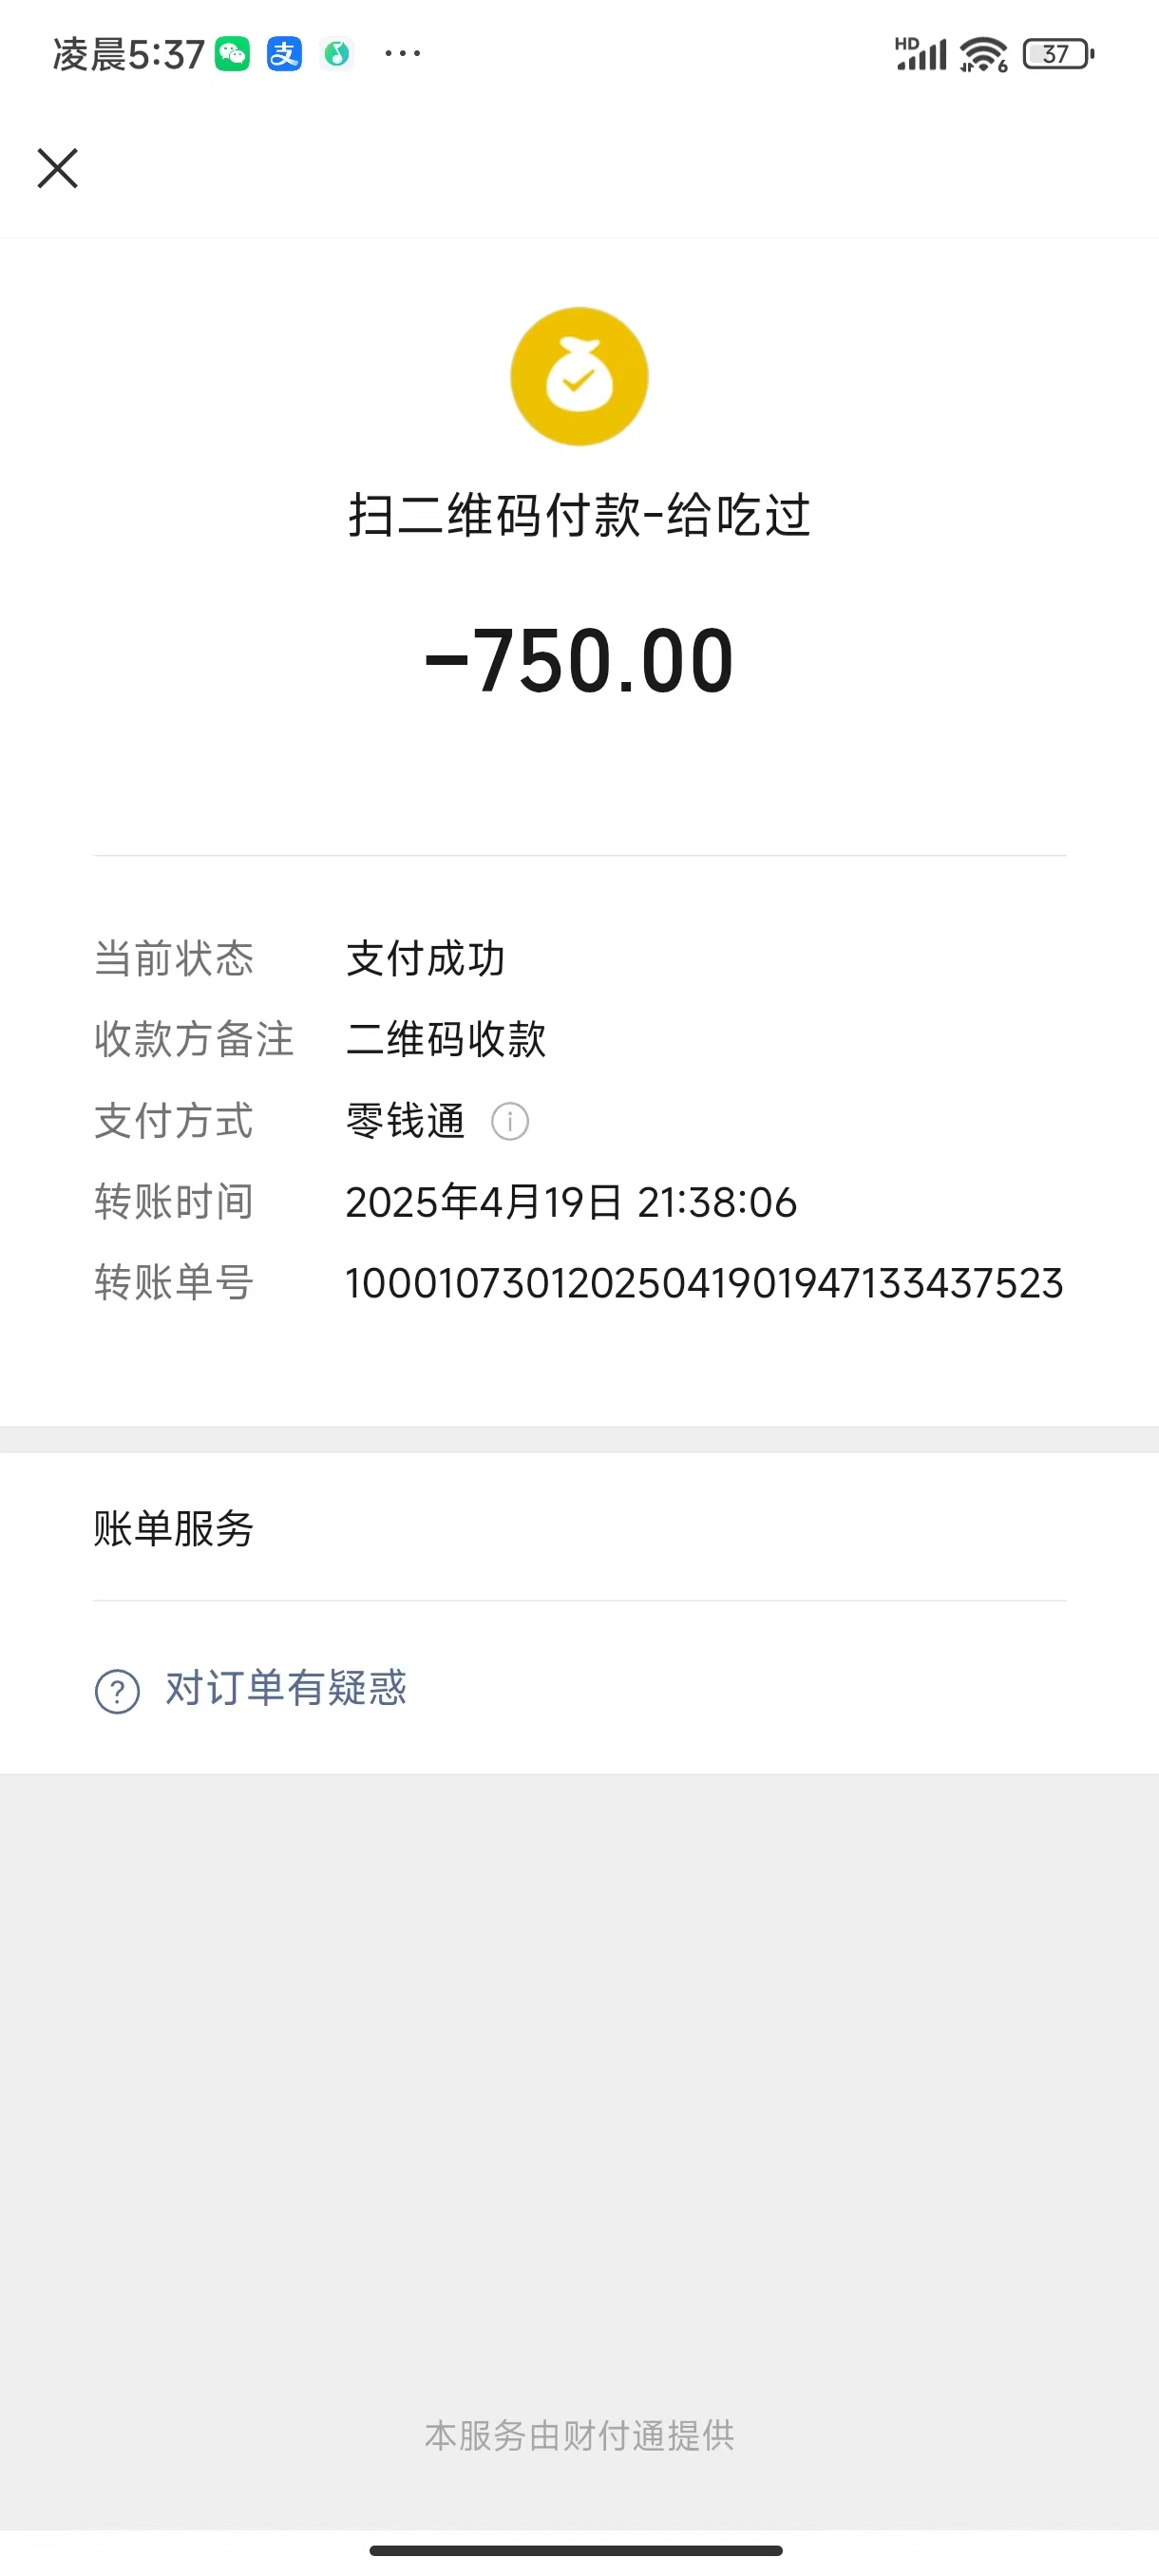 凌晨5:37 支 ··· HD 6 37
扫二维码付款-给吃过
-750.00
当前状态 支付成功
收款方备注 二维码收款
支付方式 零钱通
转账时间 2025年4月19日 21:38:06
转账单号 1000107301202504190194713343752​3
账单服务
? 对订单有疑惑
本服务由财付通提供